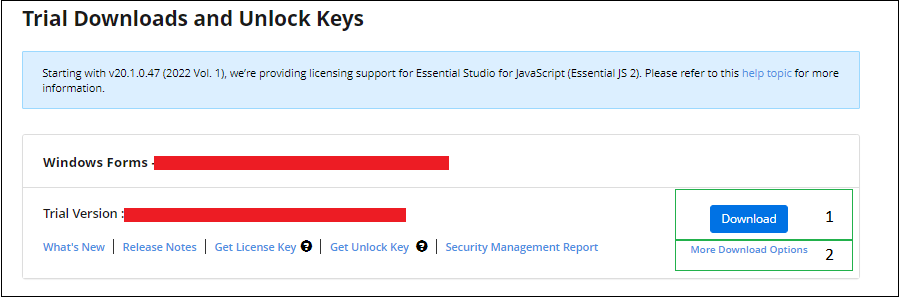 Trial Downloads and Unlock Keys
Starting with v20.1.0.47 (2022 Vol. 1), we're providing licensing support for Essential Studio for JavaScript (Essential JS 2). Please refer to this help topic for more
information.
Windows Forms -
Trial Version :
Download 1
What's New | Release Notes | Get License Key ? | Get Unlock Key ? | Security Management Report
More Download Options 2